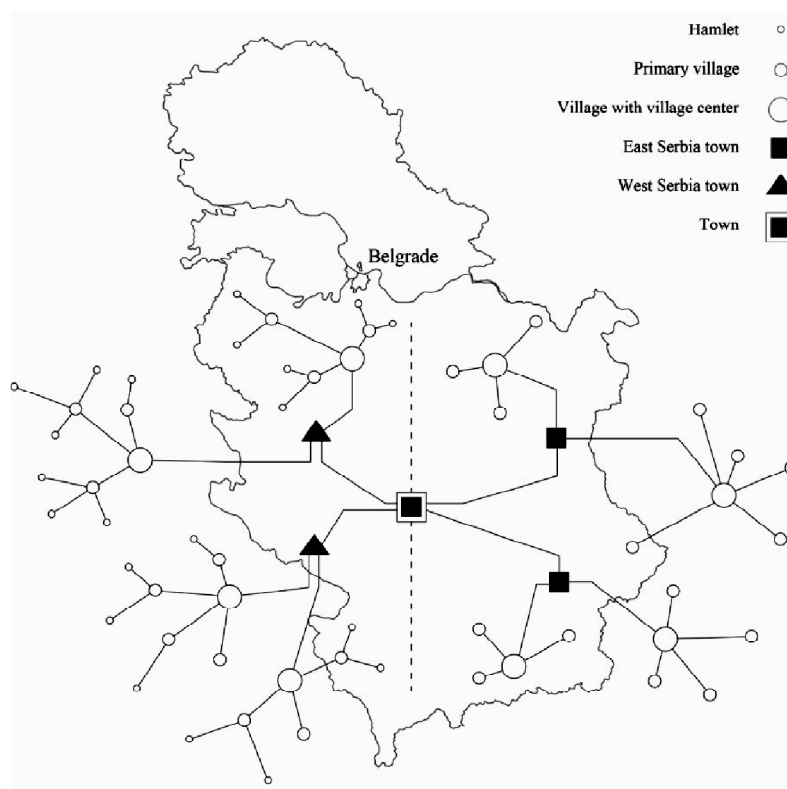 Hamlet
Primary village
Village with village center
East Serbia town
West Serbia town
Town
Belgrade